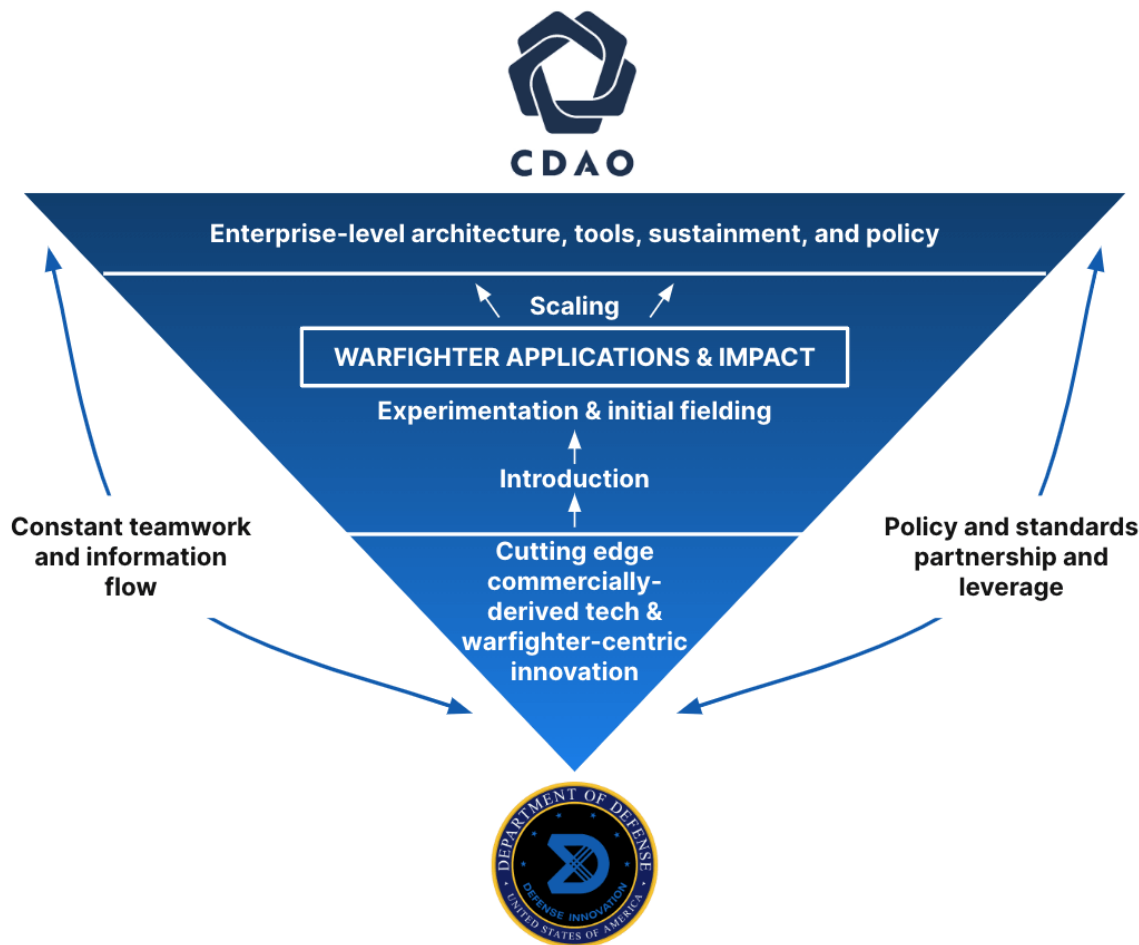 CDAO
Enterprise-level architecture, tools, sustainment, and policy
Scaling
WARFIGHTER APPLICATIONS & IMPACT
Experimentation & initial fielding
Introduction
Constant teamwork
and information
flow
Policy and standards
partnership and
leverage
Cutting edge
commercially-
derived tech &
warfighter-centric
innovation
DEPARTMENT OF DEFENSE
DEFENSE INNOVATION
UNITED STATES OF AMERICA